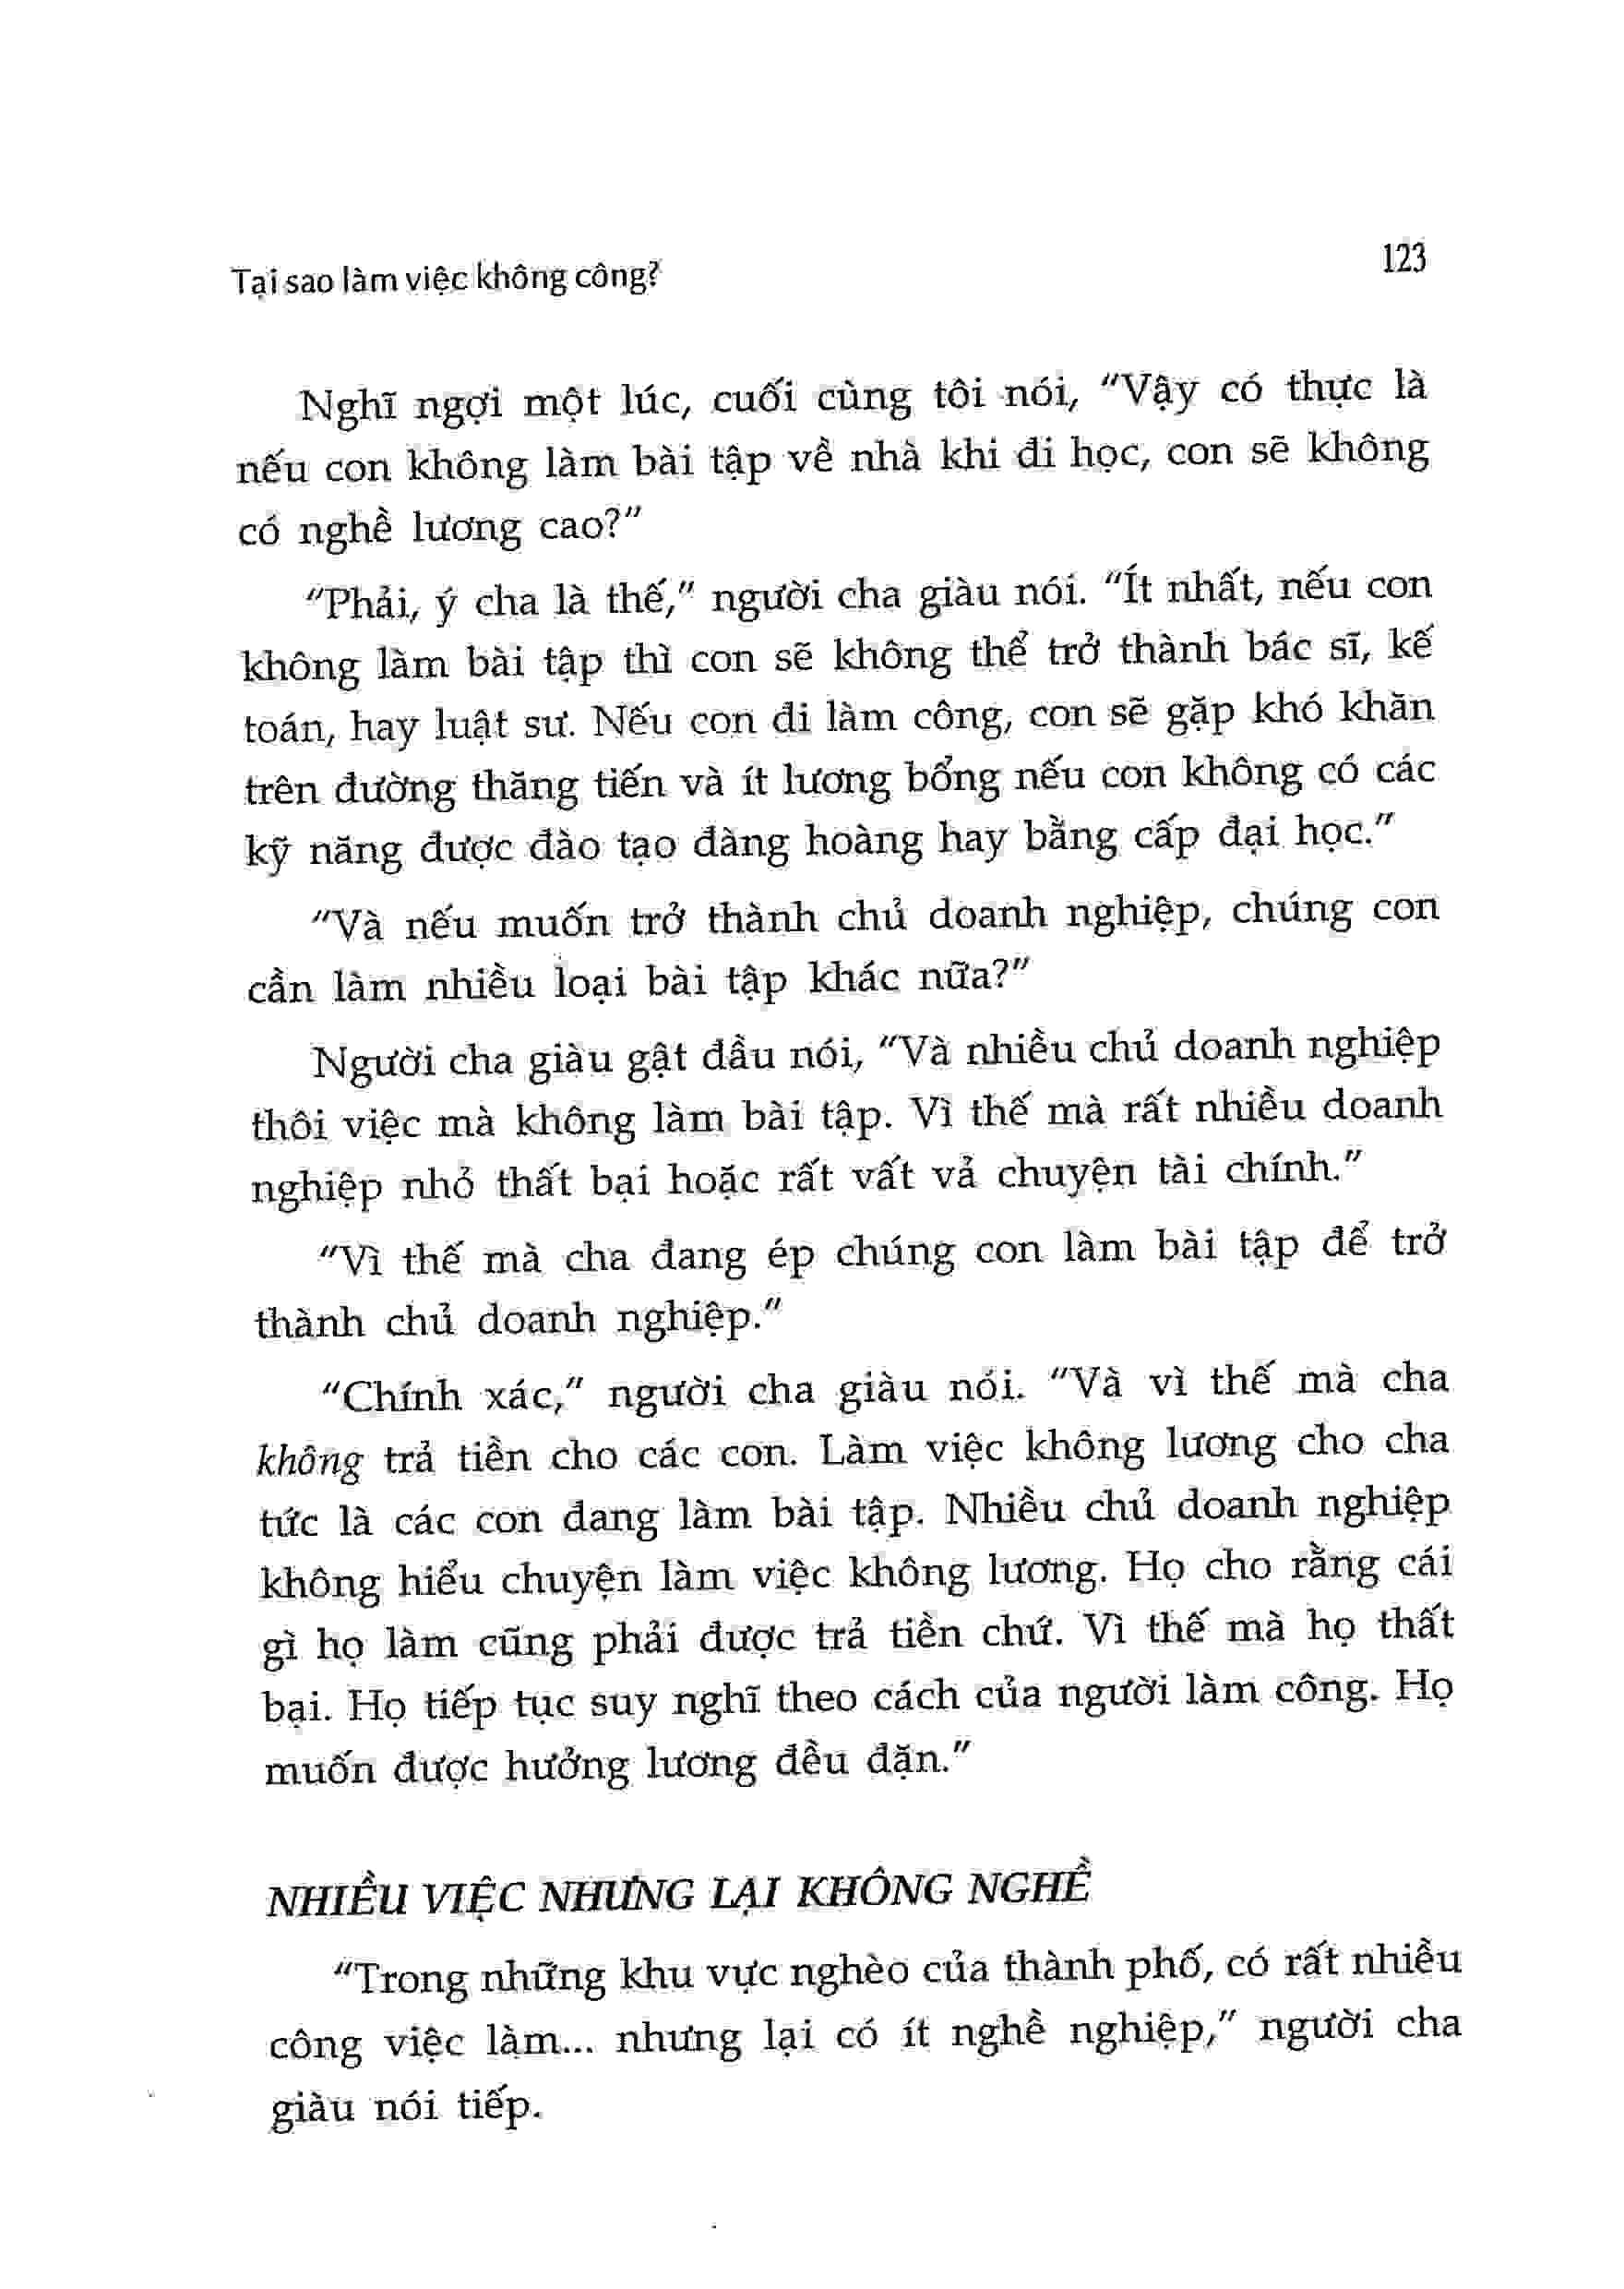 Tại sao làm việc không công?
123
Nghĩ ngợi một lúc, cuối cùng tôi nói, "Vậy có thực là
nếu con không làm bài tập về nhà khi đi học, con sẽ không
có nghề lương cao?"
"Phải, ý cha là thế," người cha giàu nói. "Ít nhất, nếu con
không làm bài tập thì con sẽ không thể trở thành bác sĩ, kế
toán, hay luật sư. Nếu con đi làm công, con sẽ gặp khó khăn
trên đường thăng tiến và ít lương bổng nếu con không có các
kỹ năng được đào tạo đàng hoàng hay bằng cấp đại học."
"Và nếu muốn trở thành chủ doanh nghiệp, chúng con
cần làm nhiều loại bài tập khác nữa?"
Người cha giàu gật đầu nói, "Và nhiều chủ doanh nghiệp
thôi việc mà không làm bài tập. Vì thế mà rất nhiều doanh
nghiệp nhỏ thất bại hoặc rất vất vả chuyện tài chính."
"Vì thế mà cha đang ép chúng con làm bài tập để trở
thành chủ doanh nghiệp."
"Chính xác," người cha giàu nói. "Và vì thế mà cha
không trả tiền cho các con. Làm việc không lương cho cha
tức là các con đang làm bài tập. Nhiều chủ doanh nghiệp
không hiểu chuyện làm việc không lương. Họ cho rằng cái
gì họ làm cũng phải được trả tiền chứ. Vì thế mà họ thất
bại. Họ tiếp tục suy nghĩ theo cách của người làm công. Họ
muốn được hưởng lương đều đặn."
NHIỀU VIỆC NHƯNG LẠI KHÔNG NGHỀ
"Trong những khu vực nghèo của thành phố, có rất nhiều
công việc làm... nhưng lại có ít nghề nghiệp," người cha
giàu nói tiếp.